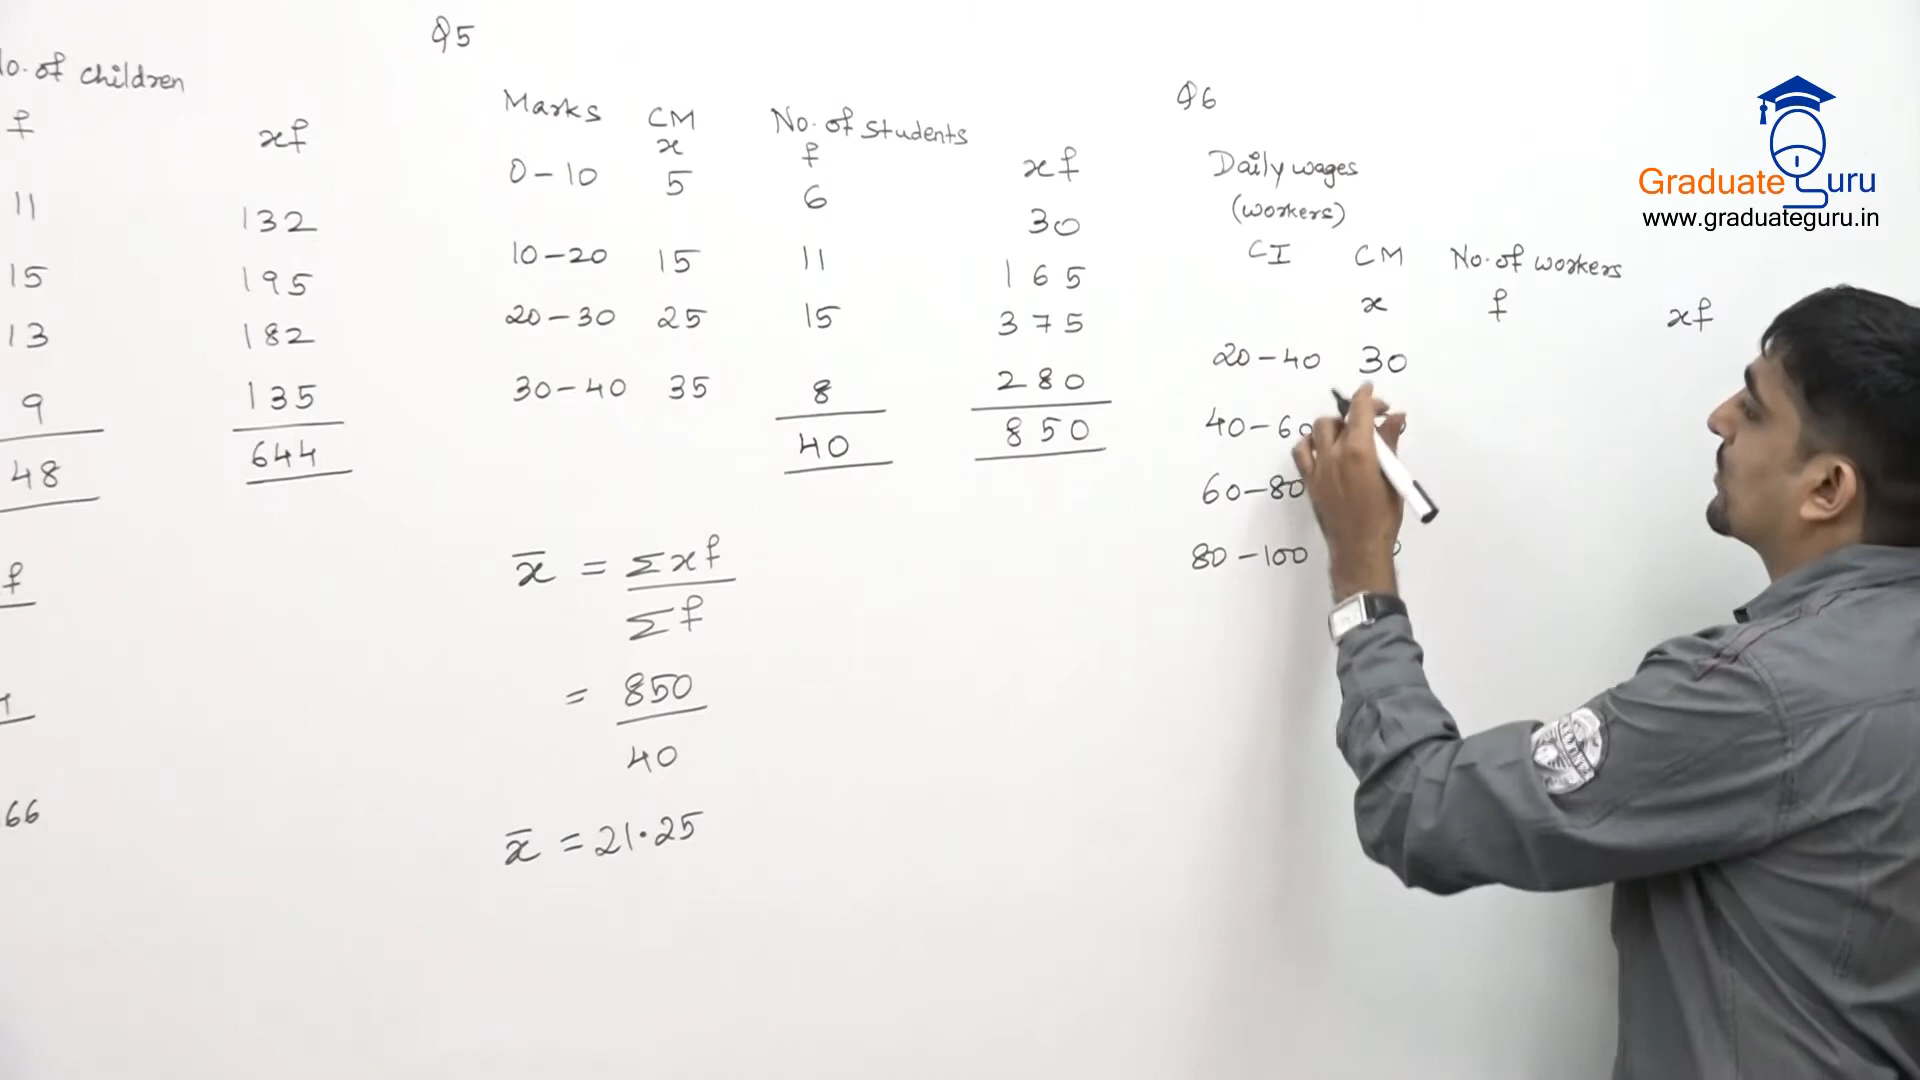 No. of children
f xf
11 132
15 195
13 182
9 135
48 644
f
66
Q5
Marks CM No. of students
x f xf
0-10 5 6 30
10-20 15 11 165
20-30 25 15 375
30-40 35 8 280
40 850
x̄ = Σxf
Σf
= 850
40
x̄ = 21.25
Q6
Daily wages
(workers)
CI CM No. of workers
x f xf
20-40 30
40-60
60-80
80-100
Graduate Guru
www.graduateguru.in